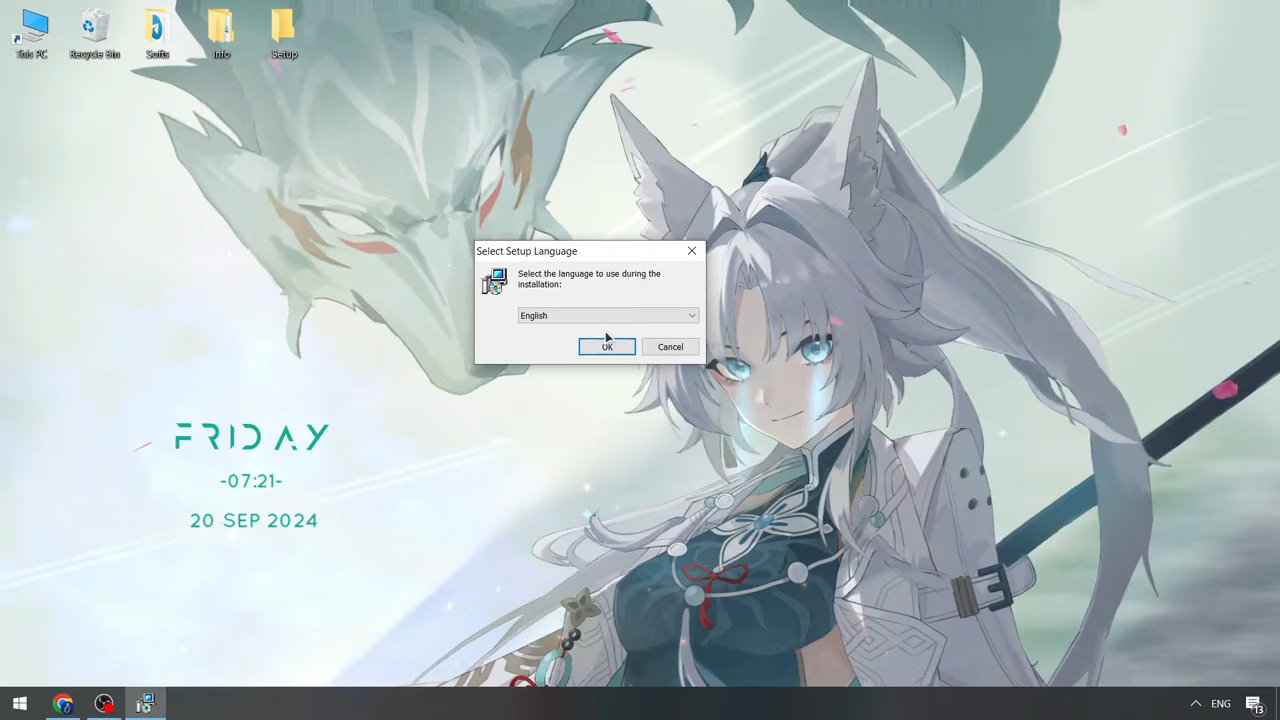 This PC
Recycle Bin
Softs
Info
Setup
Select Setup Language
Select the language to use during the
installation:
English
OK
Cancel
FRIDAY
-07:21-
20 SEP 2024
ENG
13